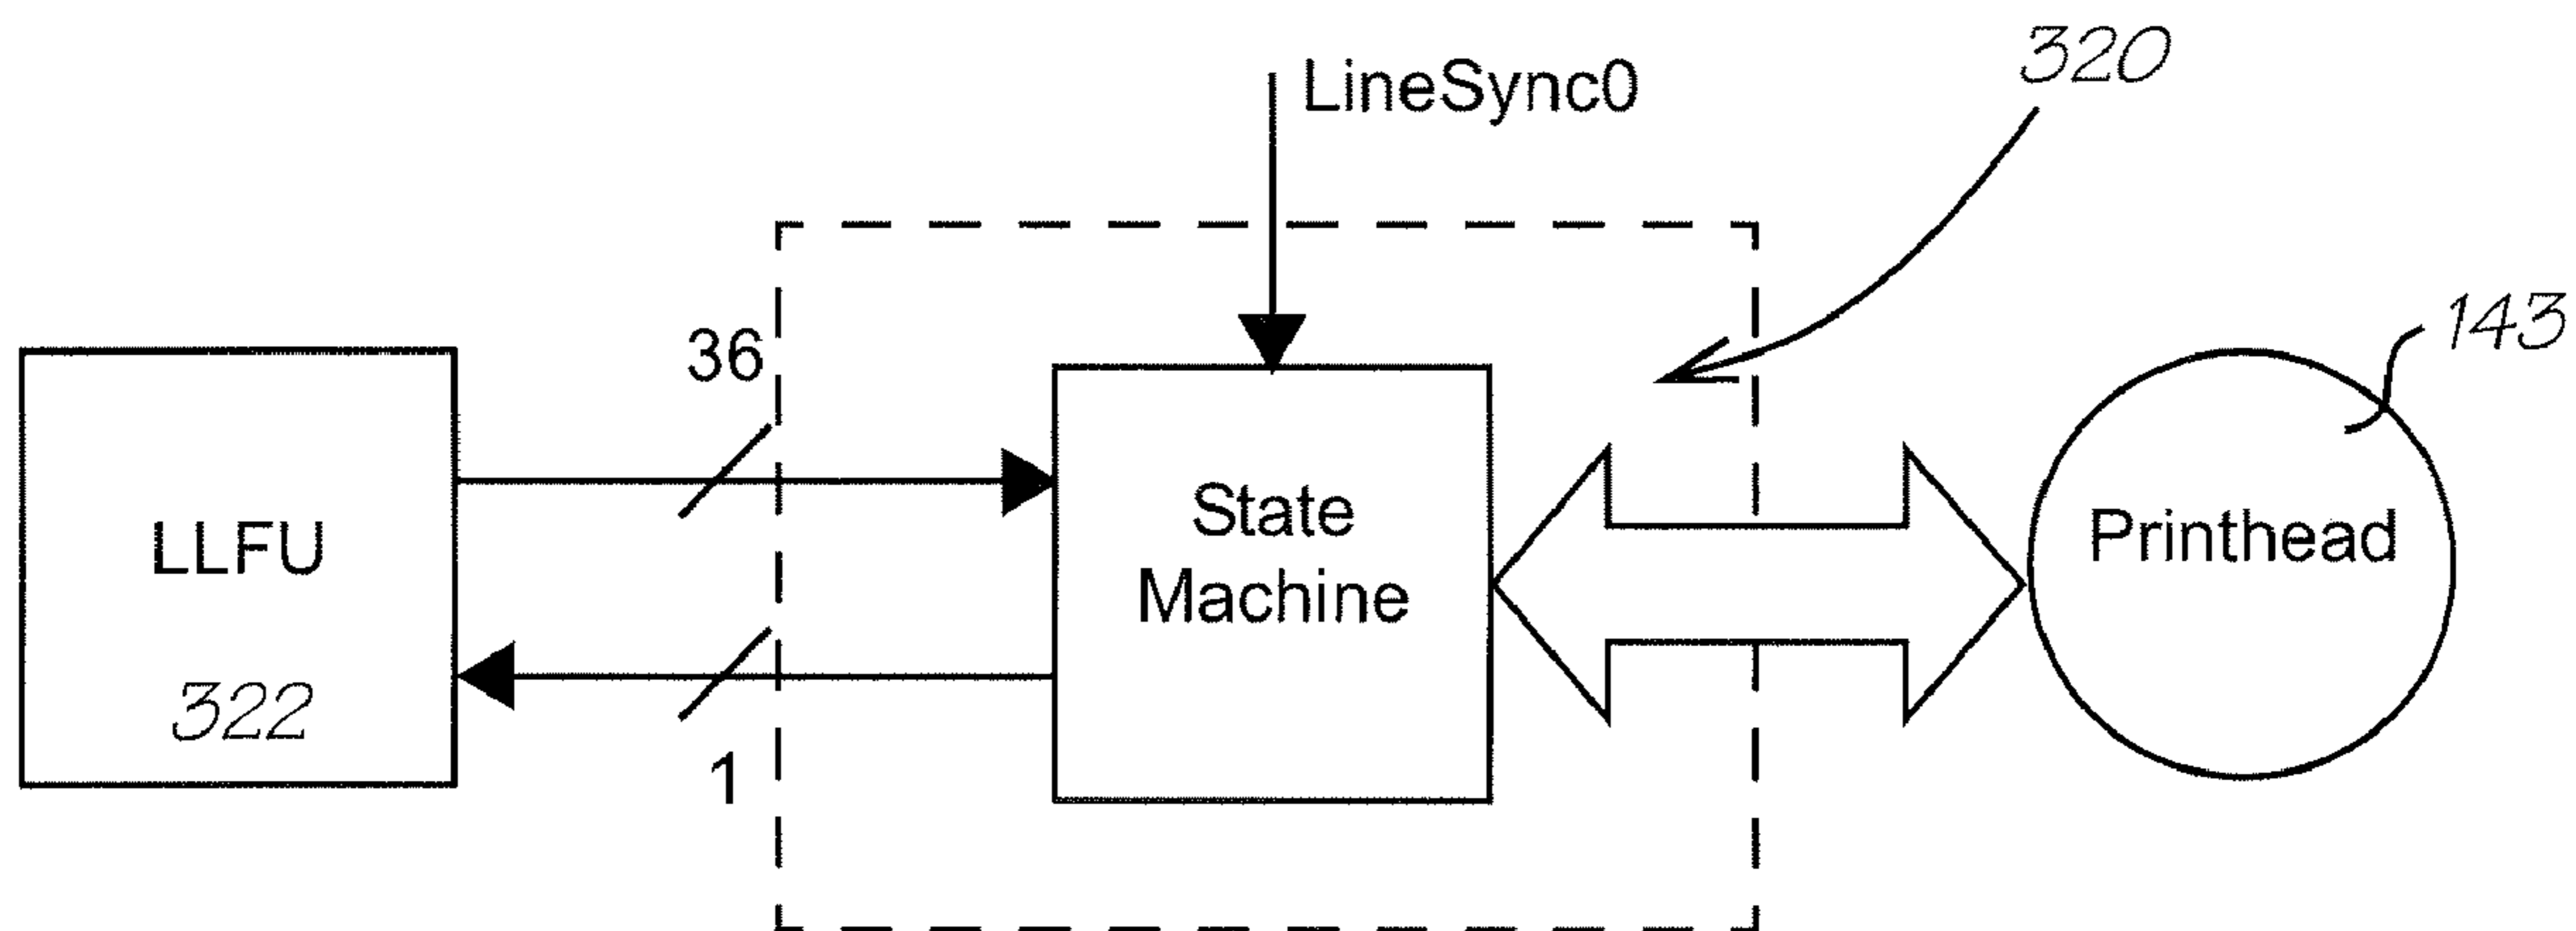 320
LineSync0
143
36
LLFU
322
State
Machine
Printhead
1